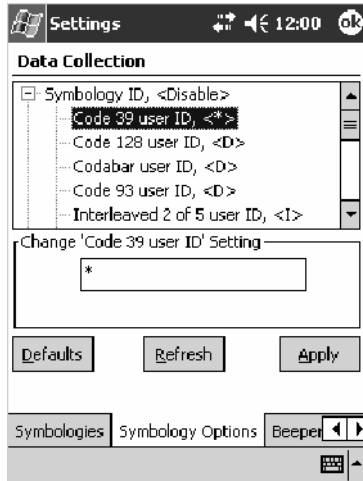 Settings 12:00 ok
Data Collection
Symbology ID, <Disable>
Code 39 user ID, <*>
Code 128 user ID, <D>
Codabar user ID, <D>
Code 93 user ID, <D>
Interleaved 2 of 5 user ID, <I>
Change 'Code 39 user ID' Setting
*
Defaults Refresh Apply
Symbologies Symbology Options Beeper